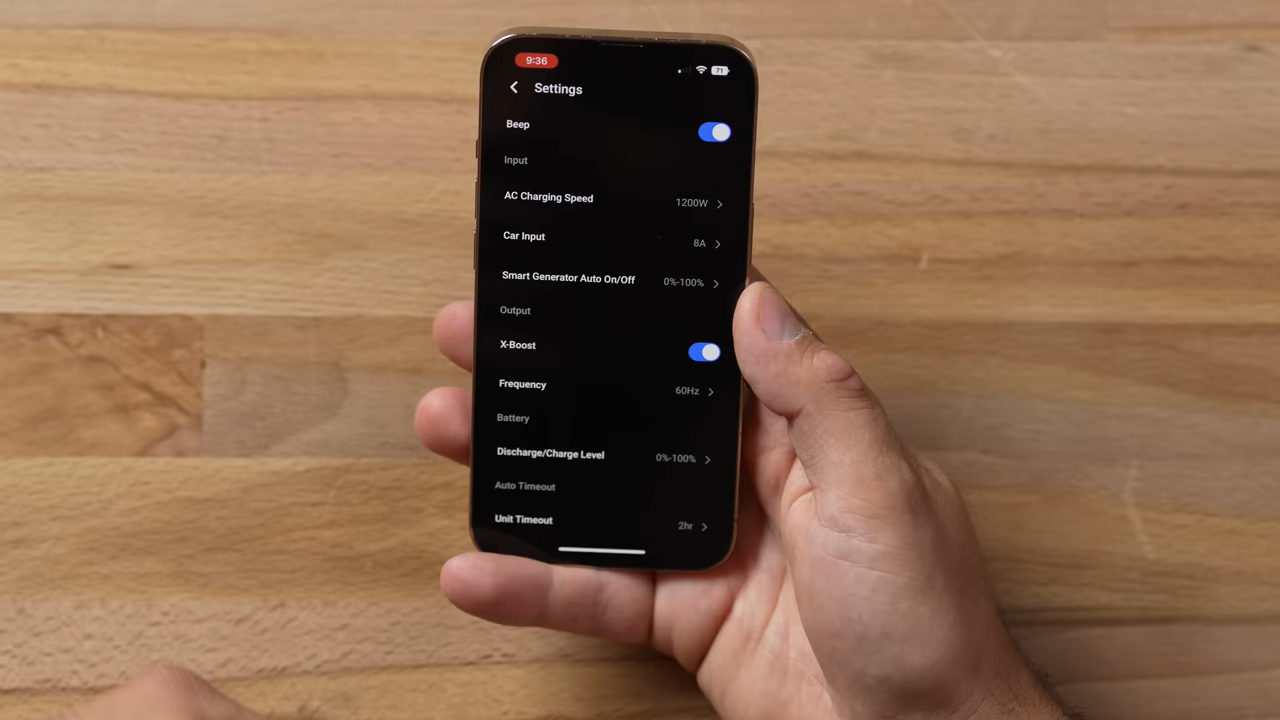 9:36
71
Settings
Beep
Input
AC Charging Speed 1200W
Car Input 8A
Smart Generator Auto On/Off 0%-100%
Output
X-Boost
Frequency 60Hz
Battery
Discharge/Charge Level 0%-100%
Auto Timeout
Unit Timeout 2hr